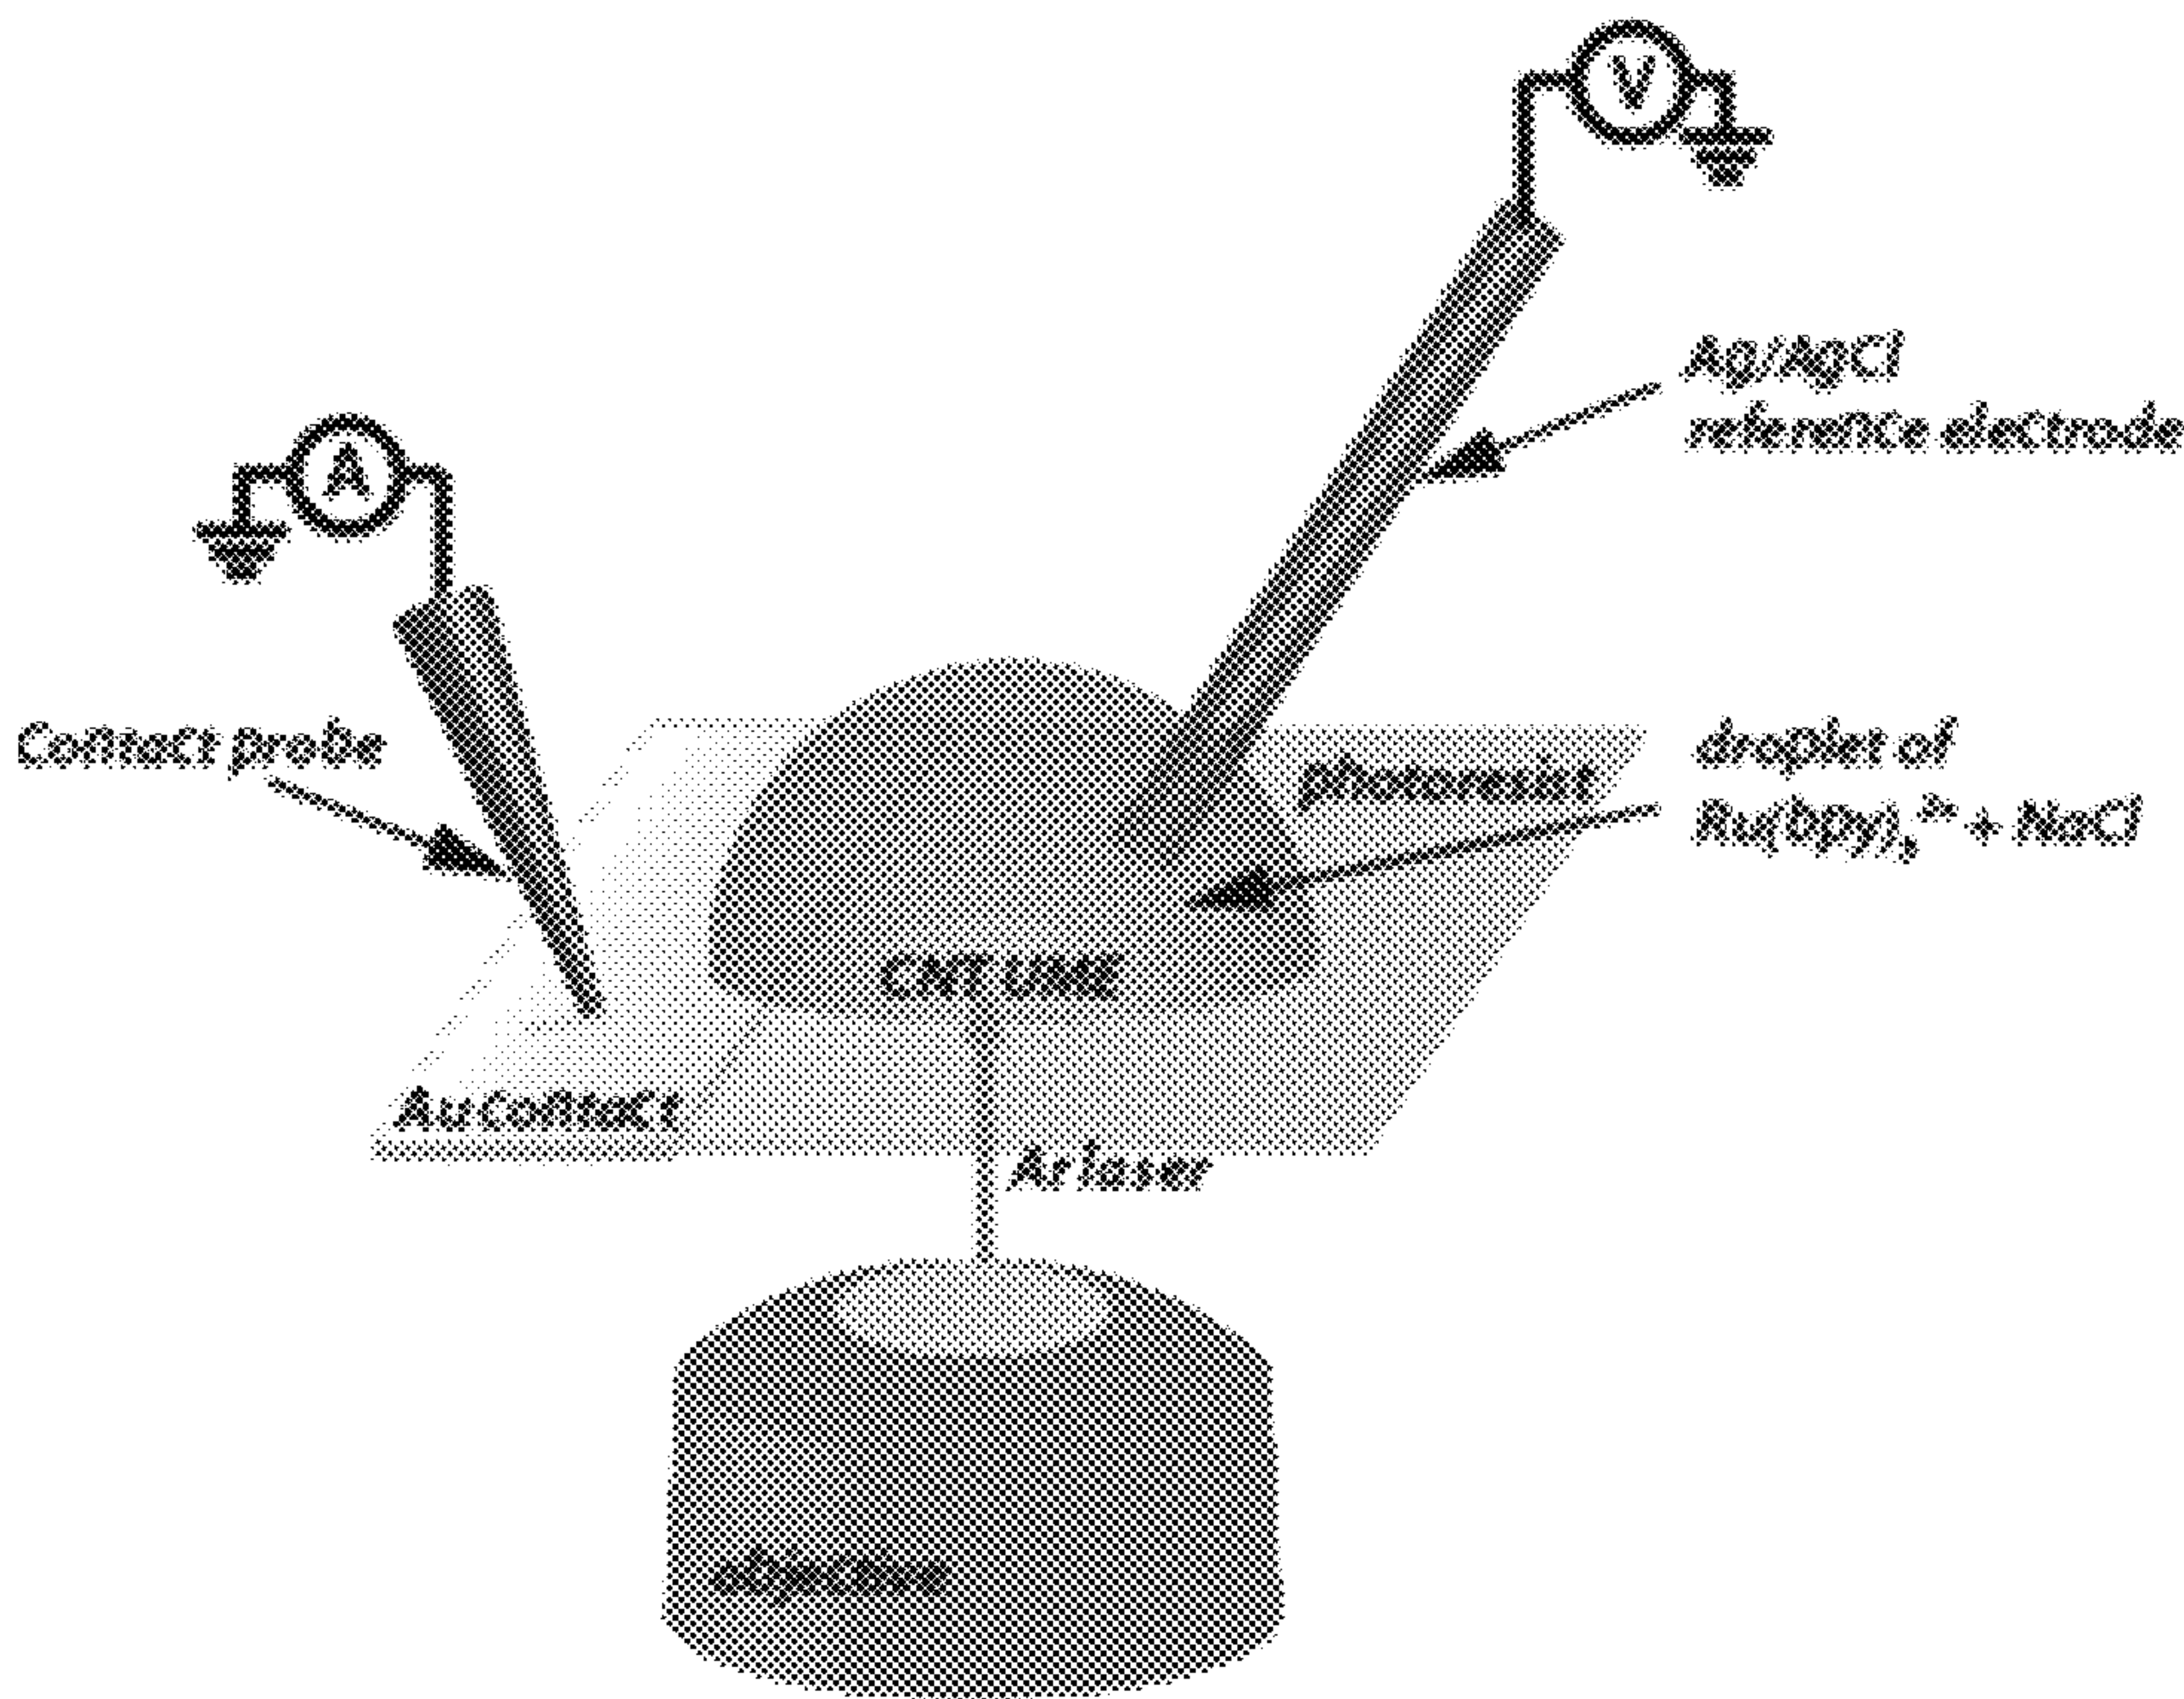 V
Ag/AgCl
reference electrode
A
Contact probe
photoresist
droplet of
Ru(bpy)₃²⁺ + NaCl
CNT UME
Au contact
Ar laser
objective